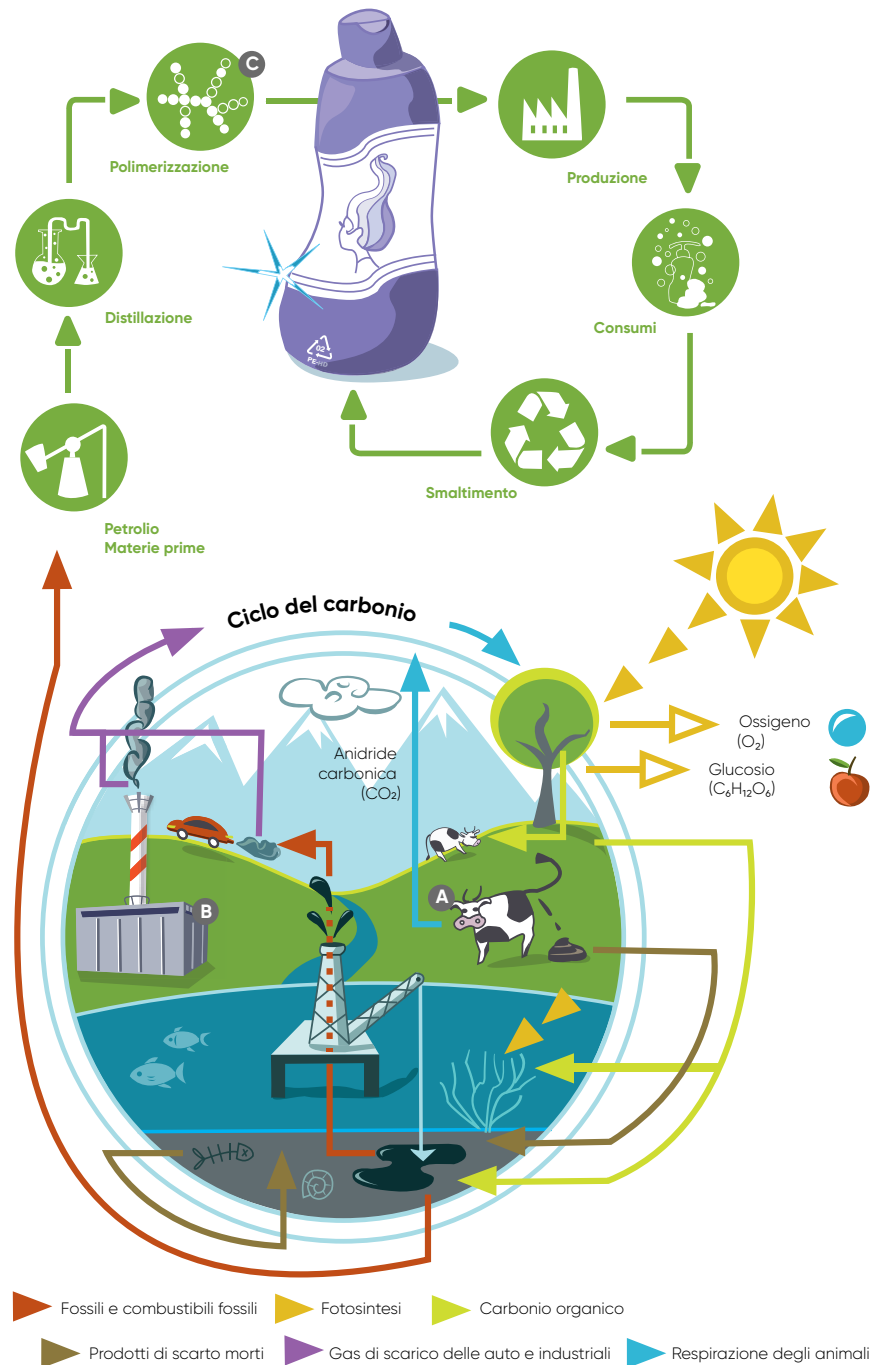 C
Polimerizzazione
Produzione
Distillazione
Consumi
02
PE-HD
Smaltimento
Petrolio
Materie prime
Ciclo del carbonio
Anidride
carbonica
(CO₂)
Ossigeno
(O₂)
Glucosio
(C₆H₁₂O₆)
A
B
Fossili e combustibili fossili
Fotosintesi
Carbonio organico
Prodotti di scarto morti
Gas di scarico delle auto e industriali
Respirazione degli animali